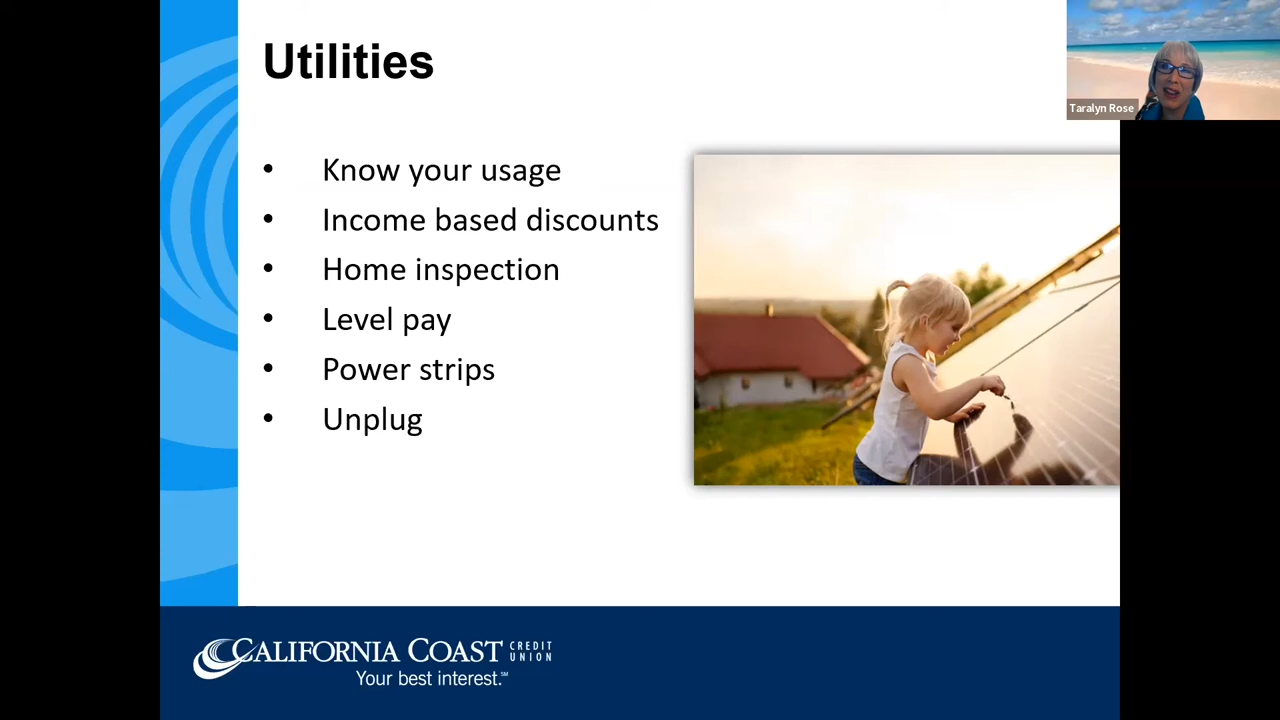 Utilities
Taralyn Rose
• Know your usage
• Income based discounts
• Home inspection
• Level pay
• Power strips
• Unplug
CALIFORNIA COAST CREDIT UNION
Your best interest.℠